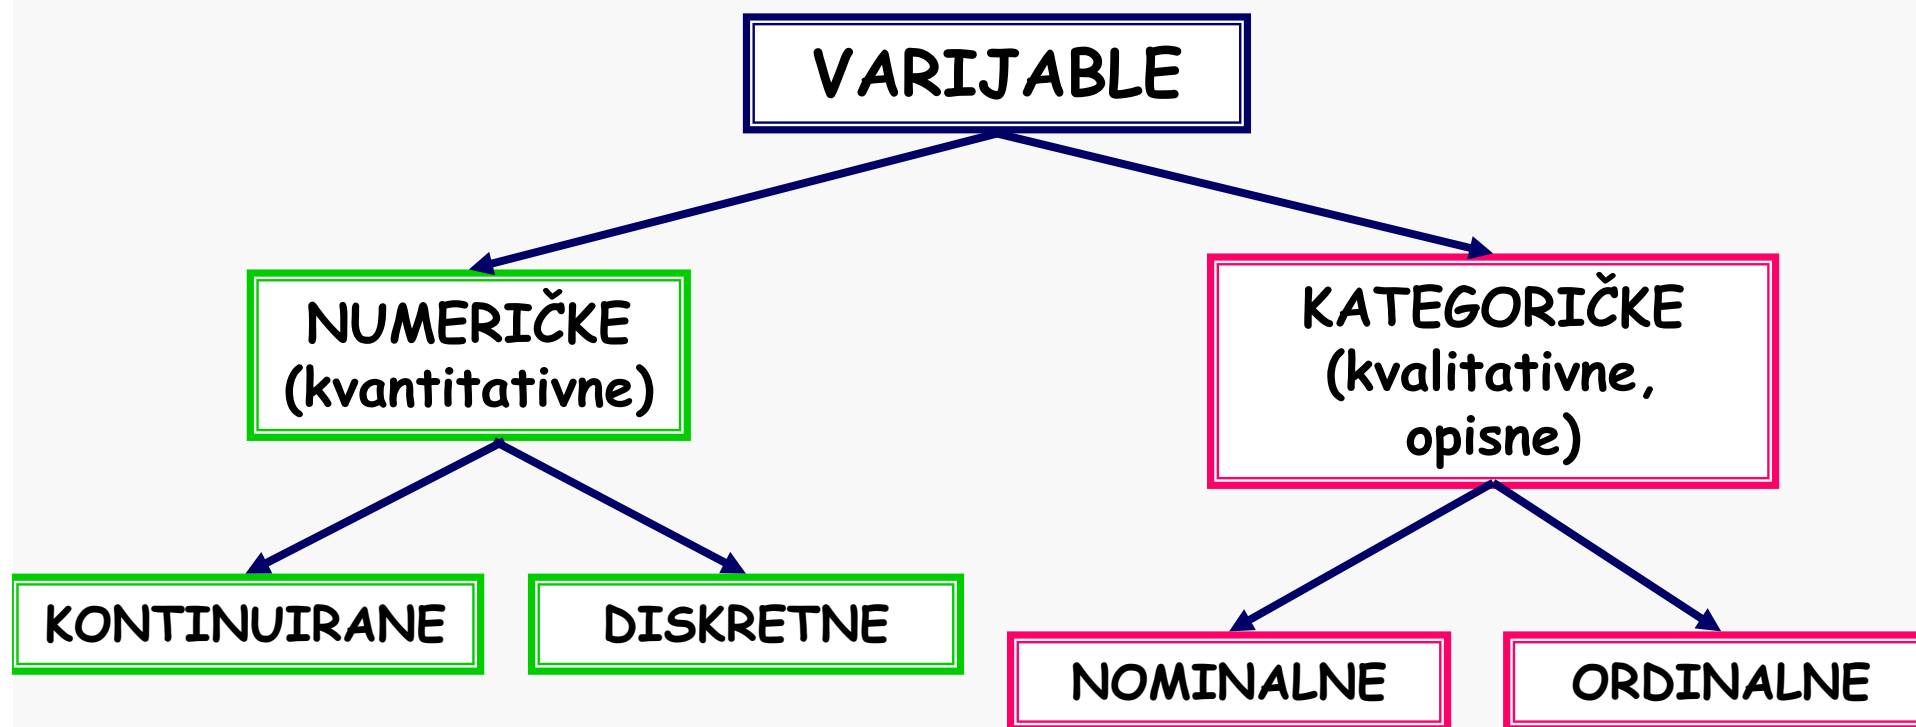 VARIJABLE
NUMERIČKE
(kvantitativne)
KATEGORIČKE
(kvalitativne,
opisne)
KONTINUIRANE
DISKRETNE
NOMINALNE
ORDINALNE